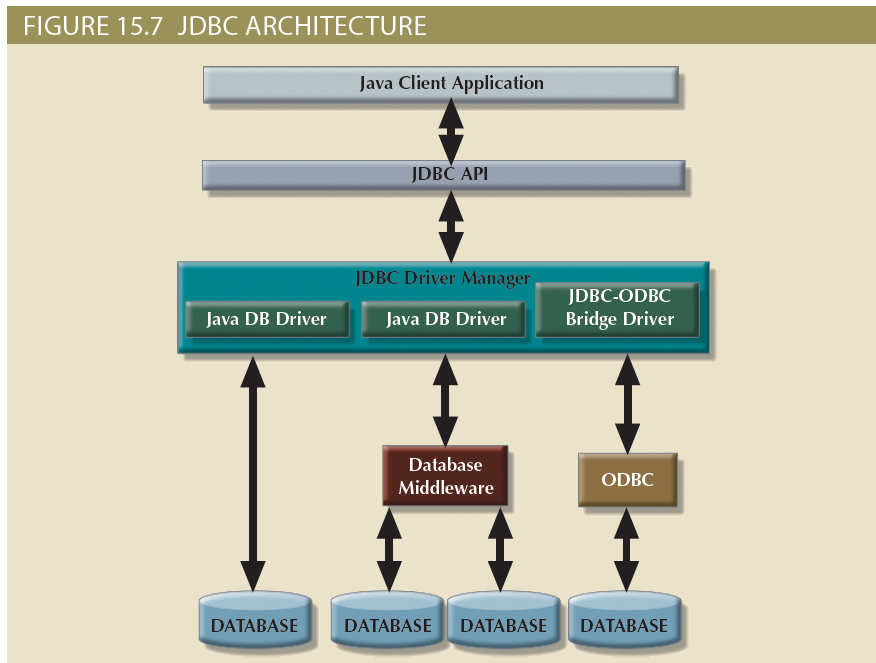 FIGURE 15.7 JDBC ARCHITECTURE
Java Client Application
JDBC API
JDBC Driver Manager
Java DB Driver
Java DB Driver
JDBC-ODBC
Bridge Driver
Database
Middleware
ODBC
DATABASE
DATABASE
DATABASE
DATABASE